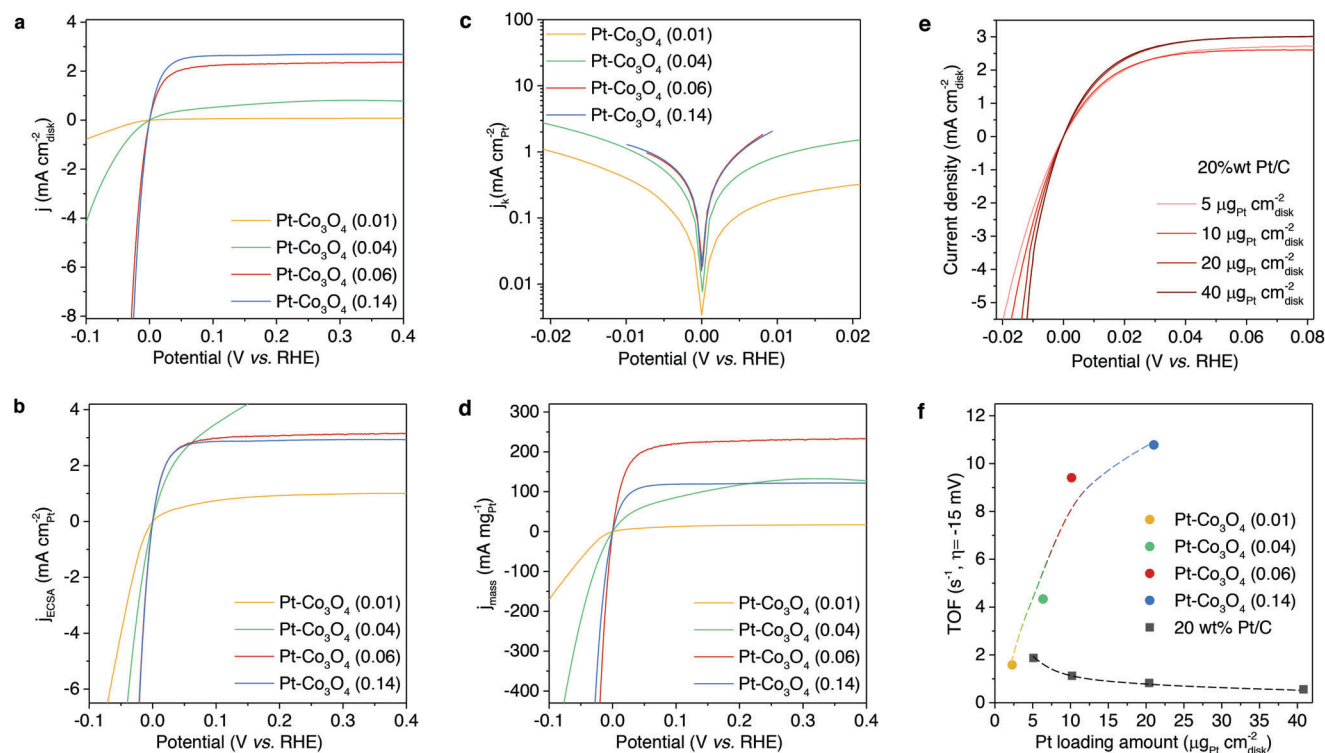 a
4
2
0
-2
-4
-6
-8
j (mA cm⁻²disk)
Pt-Co₃O₄ (0.01)
Pt-Co₃O₄ (0.04)
Pt-Co₃O₄ (0.06)
Pt-Co₃O₄ (0.14)
-0.1 0.0 0.1 0.2 0.3 0.4
Potential (V vs. RHE)
b
4
2
0
-2
-4
-6
jECSA (mA cm⁻²Pt)
Pt-Co₃O₄ (0.01)
Pt-Co₃O₄ (0.04)
Pt-Co₃O₄ (0.06)
Pt-Co₃O₄ (0.14)
-0.1 0.0 0.1 0.2 0.3 0.4
Potential (V vs. RHE)
c
100
10
1
0.1
0.01
jk(mA cm⁻²Pt)
Pt-Co₃O₄ (0.01)
Pt-Co₃O₄ (0.04)
Pt-Co₃O₄ (0.06)
Pt-Co₃O₄ (0.14)
-0.02 -0.01 0.00 0.01 0.02
Potential (V vs. RHE)
d
300
200
100
0
-100
-200
-300
-400
jmass (mA mg⁻¹Pt)
Pt-Co₃O₄ (0.01)
Pt-Co₃O₄ (0.04)
Pt-Co₃O₄ (0.06)
Pt-Co₃O₄ (0.14)
-0.1 0.0 0.1 0.2 0.3 0.4
Potential (V vs. RHE)
e
3
2
1
0
-1
-2
-3
-4
-5
Current density (mA cm⁻²disk)
20%wt Pt/C
5 μgPt cm⁻²disk
10 μgPt cm⁻²disk
20 μgPt cm⁻²disk
40 μgPt cm⁻²disk
-0.02 0.00 0.02 0.04 0.06 0.08
Potential (V vs. RHE)
f
12
10
8
6
4
2
0
TOF (s⁻¹, η= -15 mV)
Pt-Co₃O₄ (0.01)
Pt-Co₃O₄ (0.04)
Pt-Co₃O₄ (0.06)
Pt-Co₃O₄ (0.14)
20 wt% Pt/C
0 5 10 15 20 25 30 35 40
Pt loading amount (μgPt cm⁻²disk)